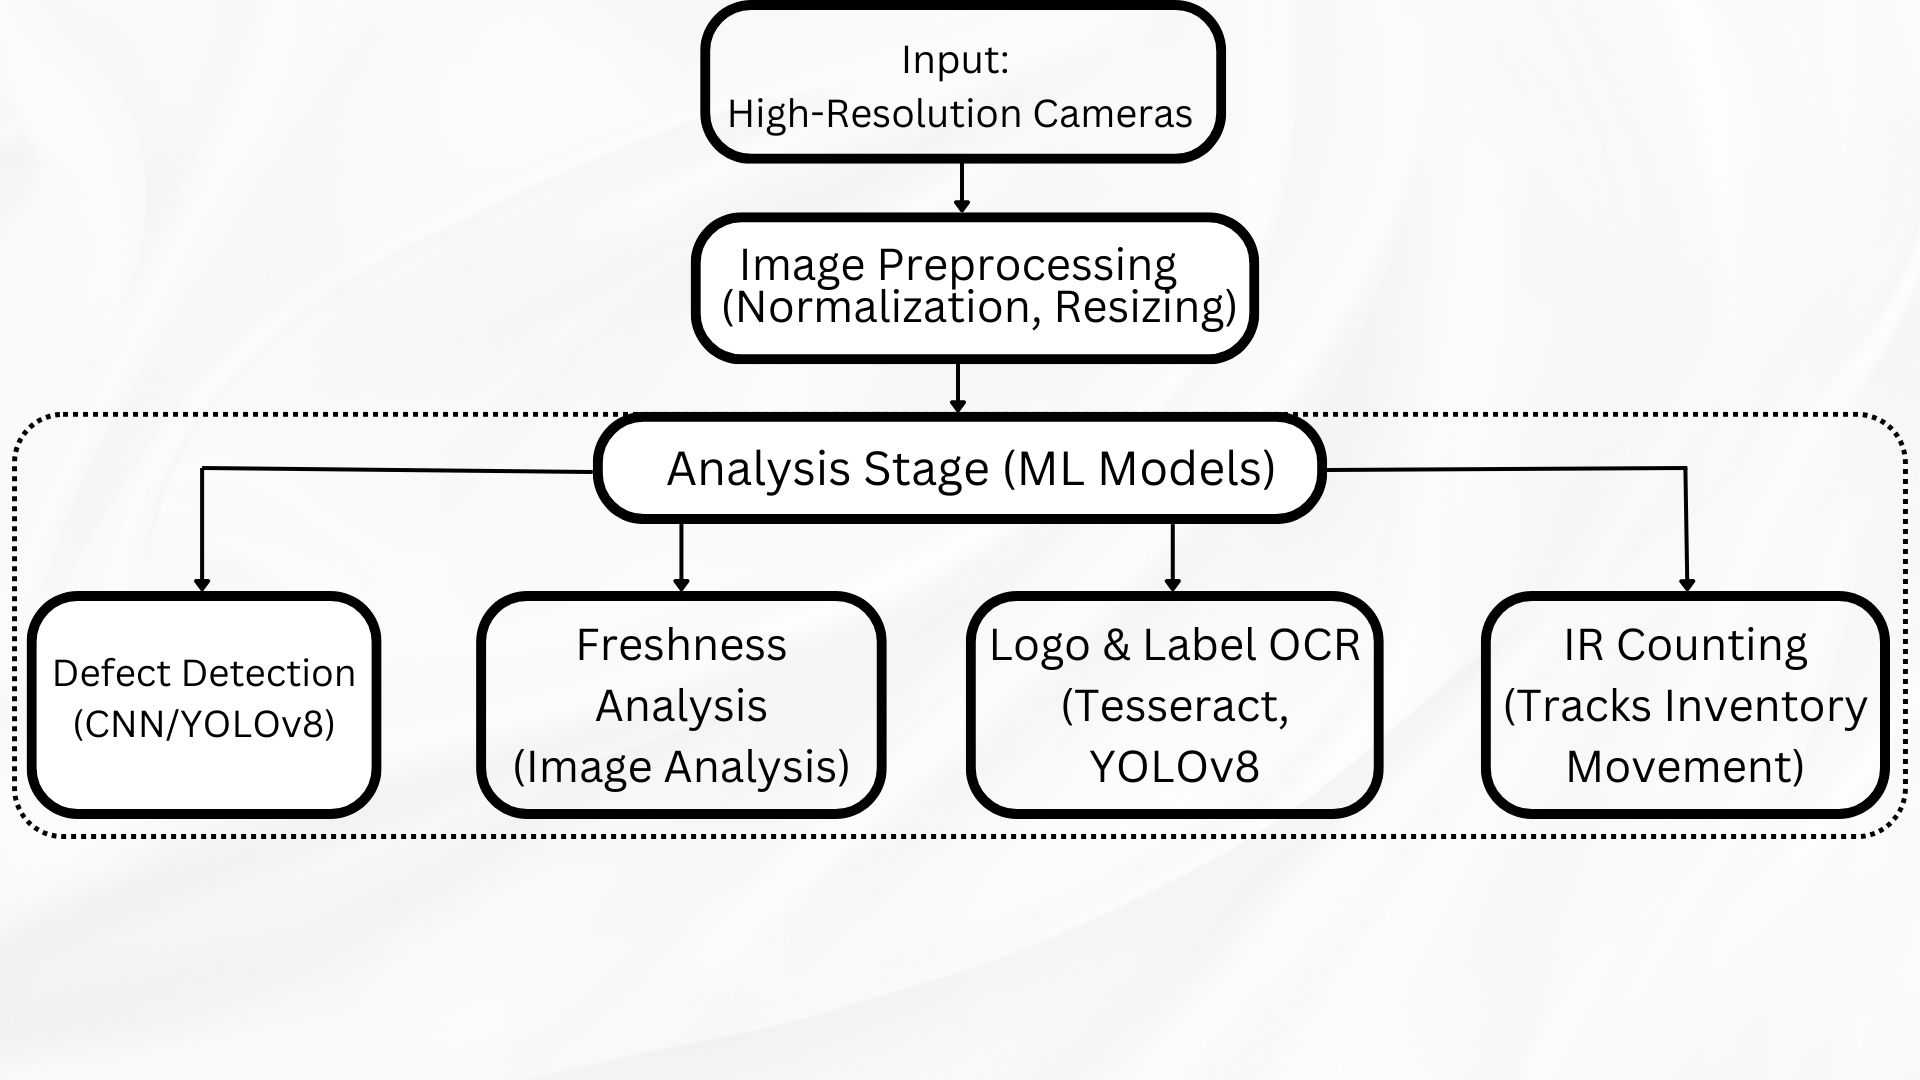 Input:
High-Resolution Cameras
Image Preprocessing
(Normalization, Resizing)
Analysis Stage (ML Models)
Defect Detection
(CNN/YOLOv8)
Freshness
Analysis
(Image Analysis)
Logo & Label OCR
(Tesseract,
YOLOv8
IR Counting
(Tracks Inventory
Movement)